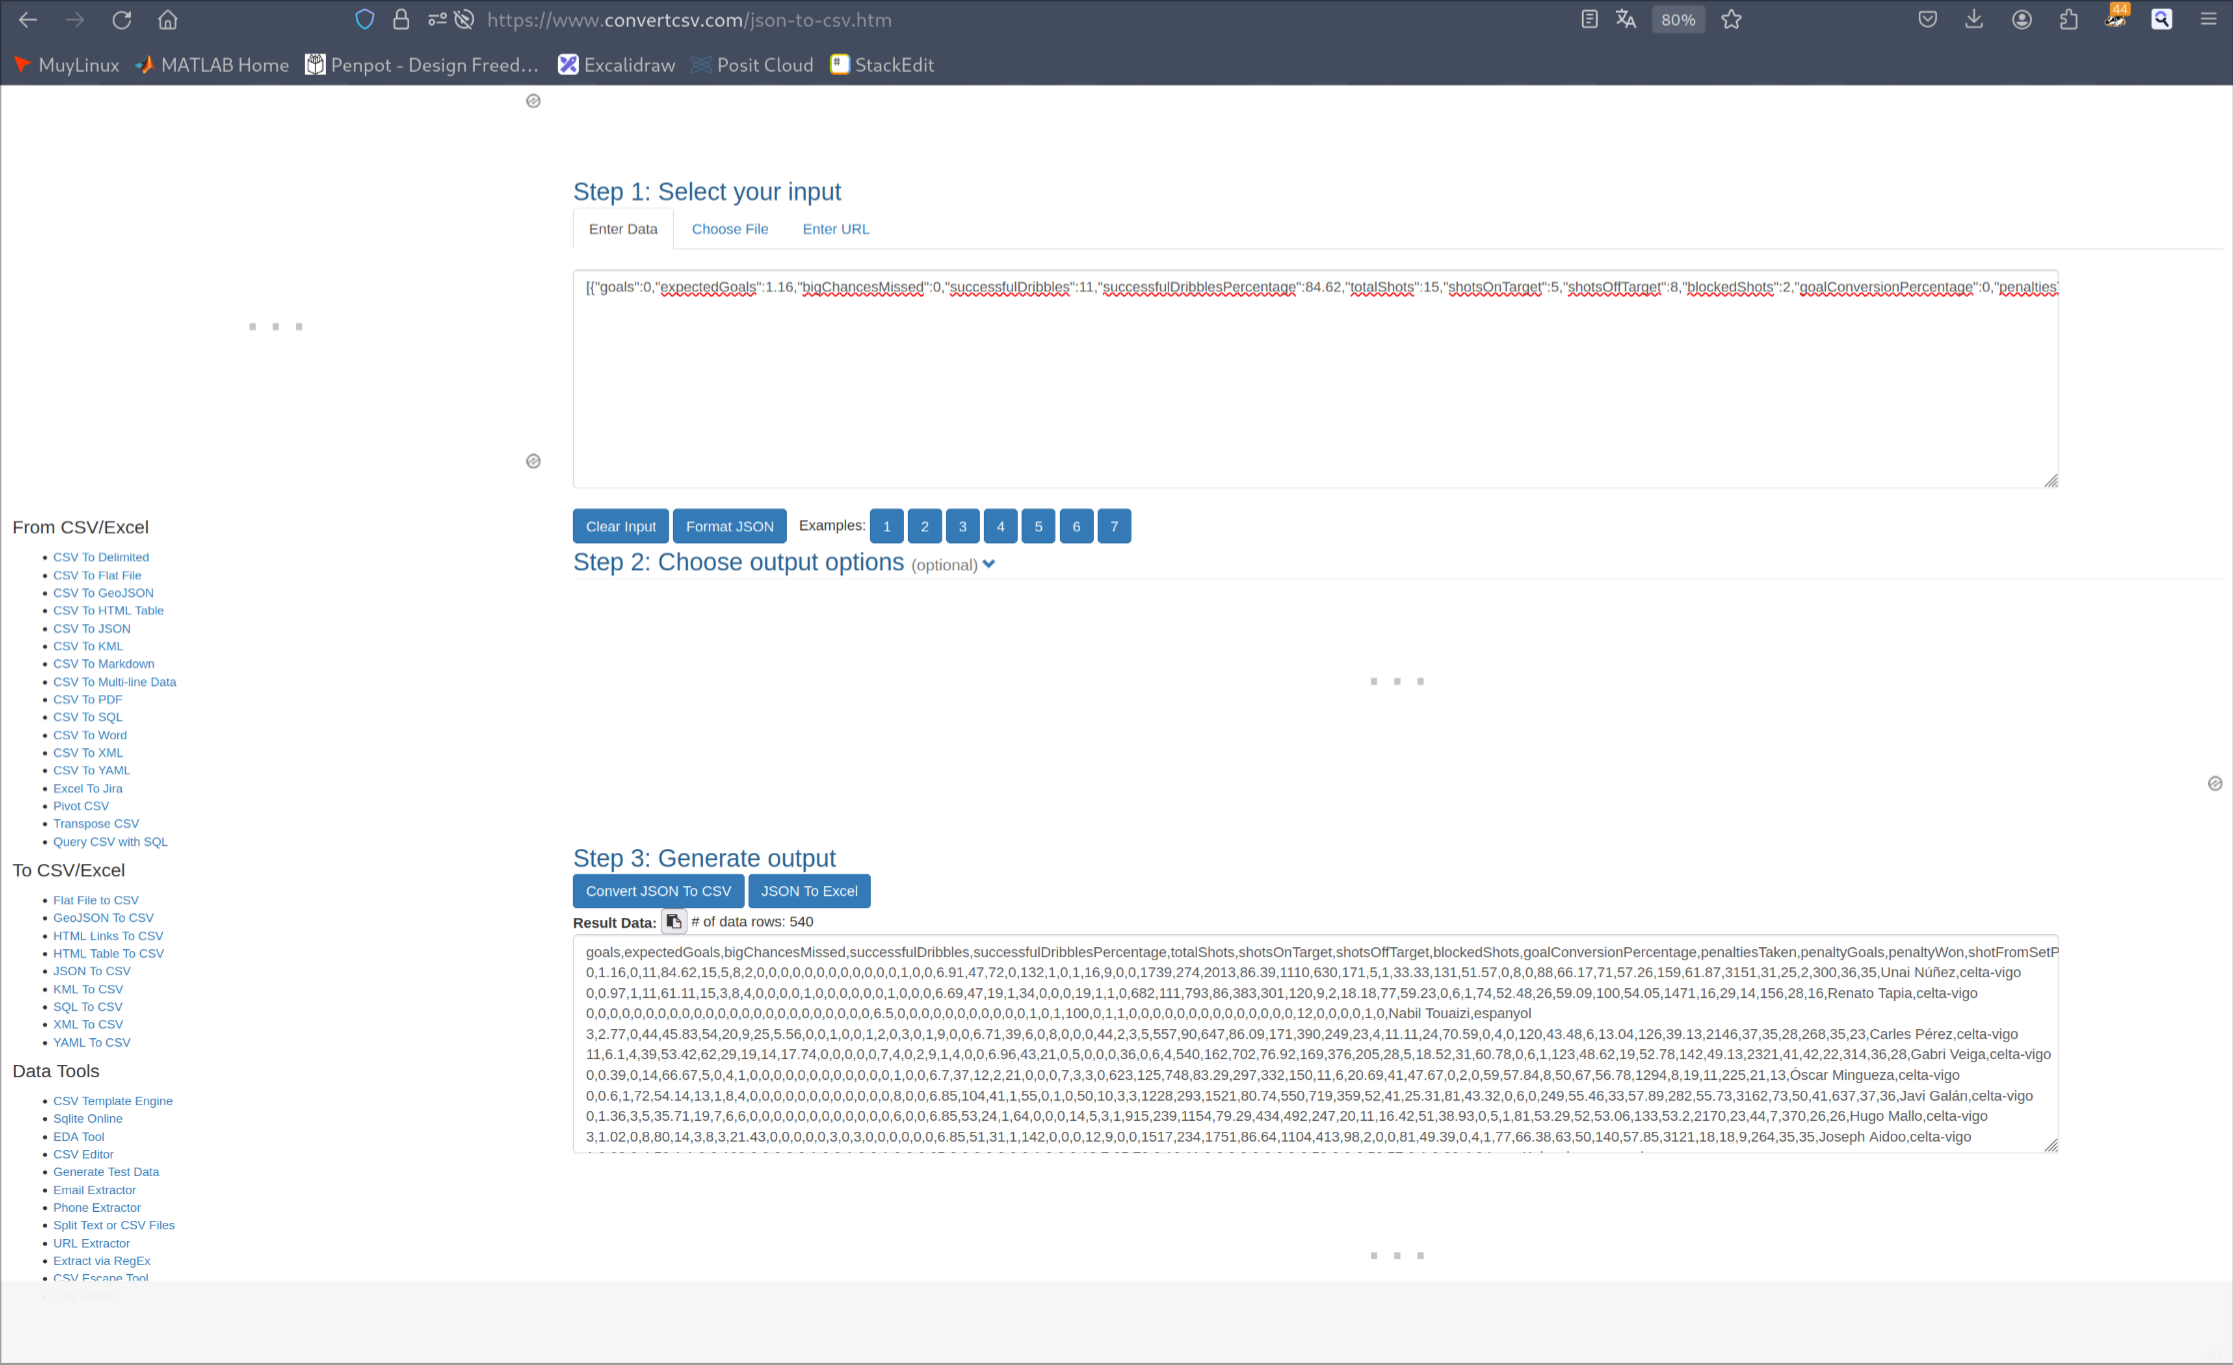 https://www.convertcsv.com/json-to-csv.htm
80%
44
MuyLinux
MATLAB Home
Penpot - Design Freed…
Excalidraw
Posit Cloud
StackEdit
Step 1: Select your input
Enter Data
Choose File
Enter URL
[{"goals":0,"expectedGoals":1.16,"bigChancesMissed":0,"successfulDribbles":11,"successfulDribblesPercentage":84.62,"totalShots":15,"shotsOnTarget":5,"shotsOffTarget":8,"blockedShots":2,"goalConversionPercentage":0,"penalties
Clear Input
Format JSON
Examples:
1
2
3
4
5
6
7
Step 2: Choose output options (optional)
Step 3: Generate output
Convert JSON To CSV
JSON To Excel
Result Data:
# of data rows: 540
goals,expectedGoals,bigChancesMissed,successfulDribbles,successfulDribblesPercentage,totalShots,shotsOnTarget,shotsOffTarget,blockedShots,goalConversionPercentage,penaltiesTaken,penaltyGoals,penaltyWon,shotFromSetP
0,1.16,0,11,84.62,15,5,8,2,0,0,0,0,0,0,0,0,0,0,0,1,0,0,6.91,47,72,0,132,1,0,1,16,9,0,0,1739,274,2013,86.39,1110,630,171,5,1,33.33,131,51.57,0,8,0,88,66.17,71,57.26,159,61.87,3151,31,25,2,300,36,35,Unai Núñez,celta-vigo
0,0.97,1,11,61.11,15,3,8,4,0,0,0,0,1,0,0,0,0,0,0,1,0,0,0,6.69,47,19,1,34,0,0,0,19,1,1,0,682,111,793,86,383,301,120,9,2,18.18,77,59.23,0,6,1,74,52.48,26,59.09,100,54.05,1471,16,29,14,156,28,16,Renato Tapia,celta-vigo
0,0,0,0,0,0,0,0,0,0,0,0,0,0,0,0,0,0,0,0,0,0,0,0,6.5,0,0,0,0,0,0,0,0,0,0,0,1,0,1,100,0,1,1,0,0,0,0,0,0,0,0,0,0,0,0,0,0,12,0,0,0,0,1,0,Nabil Touaizi,espanyol
3,2.77,0,44,45.83,54,20,9,25,5.56,0,0,1,0,0,1,2,0,3,0,1,9,0,0,6.71,39,6,0,8,0,0,0,44,2,3,5,557,90,647,86.09,171,390,249,23,4,11.11,24,70.59,0,4,0,120,43.48,6,13.04,126,39.13,2146,37,35,28,268,35,23,Carles Pérez,celta-vigo
11,6.1,4,39,53.42,62,29,19,14,17.74,0,0,0,0,0,7,4,0,2,9,1,4,0,0,6.96,43,21,0,5,0,0,0,36,0,6,4,540,162,702,76.92,169,376,205,28,5,18.52,31,60.78,0,6,1,123,48.62,19,52.78,142,49.13,2321,41,42,22,314,36,28,Gabri Veiga,celta-vigo
0,0.39,0,14,66.67,5,0,4,1,0,0,0,0,0,0,0,0,0,0,0,0,1,0,0,6.7,37,12,2,21,0,0,0,7,3,3,0,623,125,748,83.29,297,332,150,11,6,20.69,41,47.67,0,2,0,59,57.84,8,50,67,56.78,1294,8,19,11,225,21,13,Óscar Mingueza,celta-vigo
0,0.6,1,72,54.14,13,1,8,4,0,0,0,0,0,0,0,0,0,0,0,0,8,0,0,6.85,104,41,1,55,0,1,0,50,10,3,3,1228,293,1521,80.74,550,719,359,52,41,25.31,81,43.32,0,6,0,249,55.46,33,57.89,282,55.73,3162,73,50,41,637,37,36,Javi Galán,celta-vigo
0,1.36,3,5,35.71,19,7,6,6,0,0,0,0,0,0,0,0,0,0,0,0,6,0,0,6.85,53,24,1,64,0,0,0,14,5,3,1,915,239,1154,79.29,434,492,247,20,11,16.42,51,38.93,0,5,1,81,53.29,52,53.06,133,53.2,2170,23,44,7,370,26,26,Hugo Mallo,celta-vigo
3,1.02,0,8,80,14,3,8,3,21.43,0,0,0,0,0,3,0,3,0,0,0,0,0,0,6.85,51,31,1,142,0,0,0,12,9,0,0,1517,234,1751,86.64,1104,413,98,2,0,0,81,49.39,0,4,1,77,66.38,63,50,140,57.85,3121,18,18,9,264,35,35,Joseph Aidoo,celta-vigo
From CSV/Excel
CSV To Delimited
CSV To Flat File
CSV To GeoJSON
CSV To HTML Table
CSV To JSON
CSV To KML
CSV To Markdown
CSV To Multi-line Data
CSV To PDF
CSV To SQL
CSV To Word
CSV To XML
CSV To YAML
Excel To Jira
Pivot CSV
Transpose CSV
Query CSV with SQL
To CSV/Excel
Flat File to CSV
GeoJSON To CSV
HTML Links To CSV
HTML Table To CSV
JSON To CSV
KML To CSV
SQL To CSV
XML To CSV
YAML To CSV
Data Tools
CSV Template Engine
Sqlite Online
EDA Tool
CSV Editor
Generate Test Data
Email Extractor
Phone Extractor
Split Text or CSV Files
URL Extractor
Extract via RegEx
CSV Escape Tool